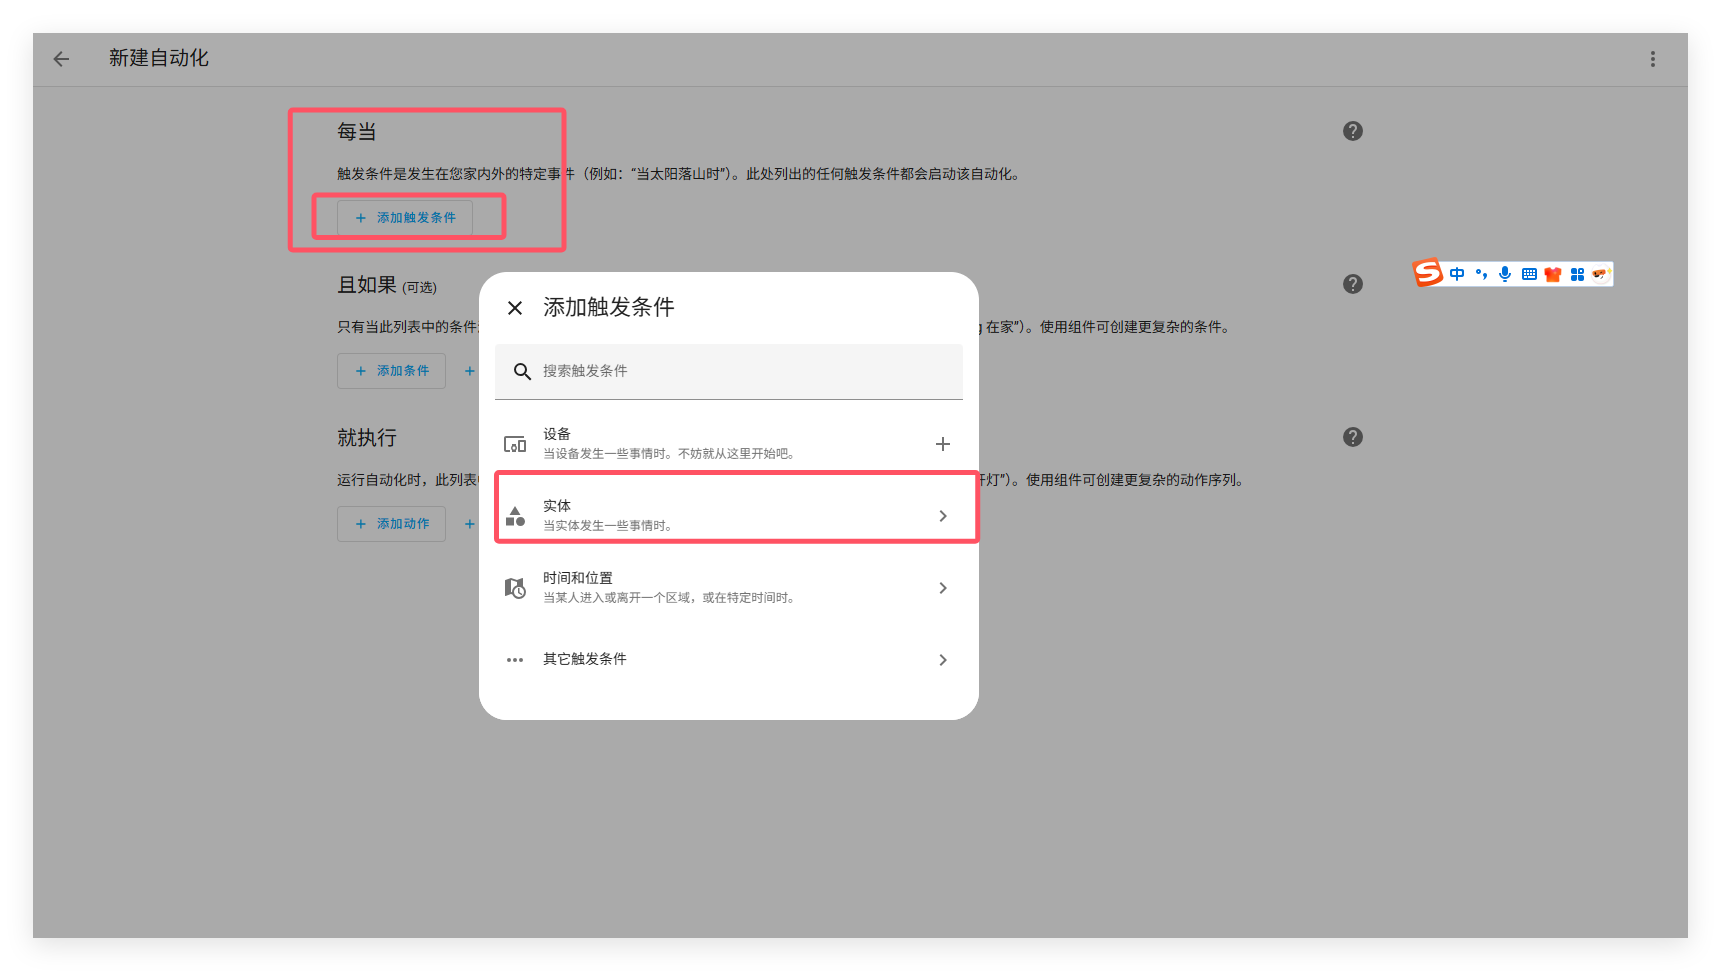 新建自动化
每当
触发条件是发生在您家内外的特定事件（例如：“当太阳落山时”）。此处列出的任何触发条件都会启动该自动化。
添加触发条件
且如果 (可选)
只有当此列表中的条件
在家”）。使用组件可创建更复杂的条件。
添加条件
就执行
运行自动化时，此列表
灯”）。使用组件可创建更复杂的动作序列。
添加动作
添加触发条件
搜索触发条件
设备
当设备发生一些事情时。不妨就从这里开始吧。
实体
当实体发生一些事情时。
时间和位置
当某人进入或离开一个区域，或在特定时间时。
其它触发条件
中